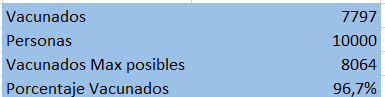 Vacunados 7797
Personas 10000
Vacunados Max posibles 8064
Porcentaje Vacunados 96,7%